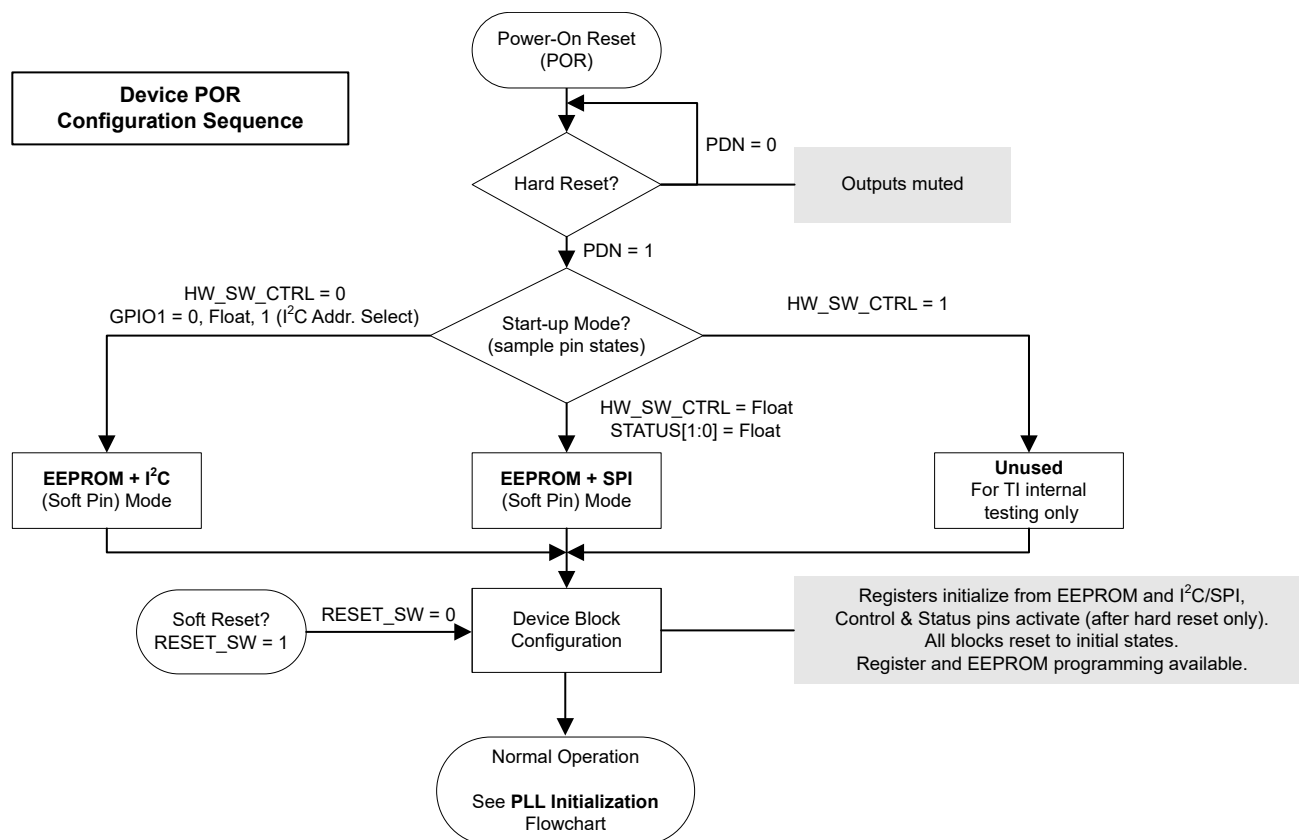 Power-On Reset
(POR)
Device POR
Configuration Sequence
PDN = 0
Hard Reset?
Outputs muted
PDN = 1
HW_SW_CTRL = 0
GPIO1 = 0, Float, 1 (I²C Addr. Select)
HW_SW_CTRL = 1
Start-up Mode?
(sample pin states)
HW_SW_CTRL = Float
STATUS[1:0] = Float
EEPROM + I²C
(Soft Pin) Mode
EEPROM + SPI
(Soft Pin) Mode
Unused
For TI internal
testing only
Soft Reset?
RESET_SW = 1
RESET_SW = 0
Device Block
Configuration
Registers initialize from EEPROM and I²C/SPI,
Control & Status pins activate (after hard reset only).
All blocks reset to initial states.
Register and EEPROM programming available.
Normal Operation
See PLL Initialization
Flowchart